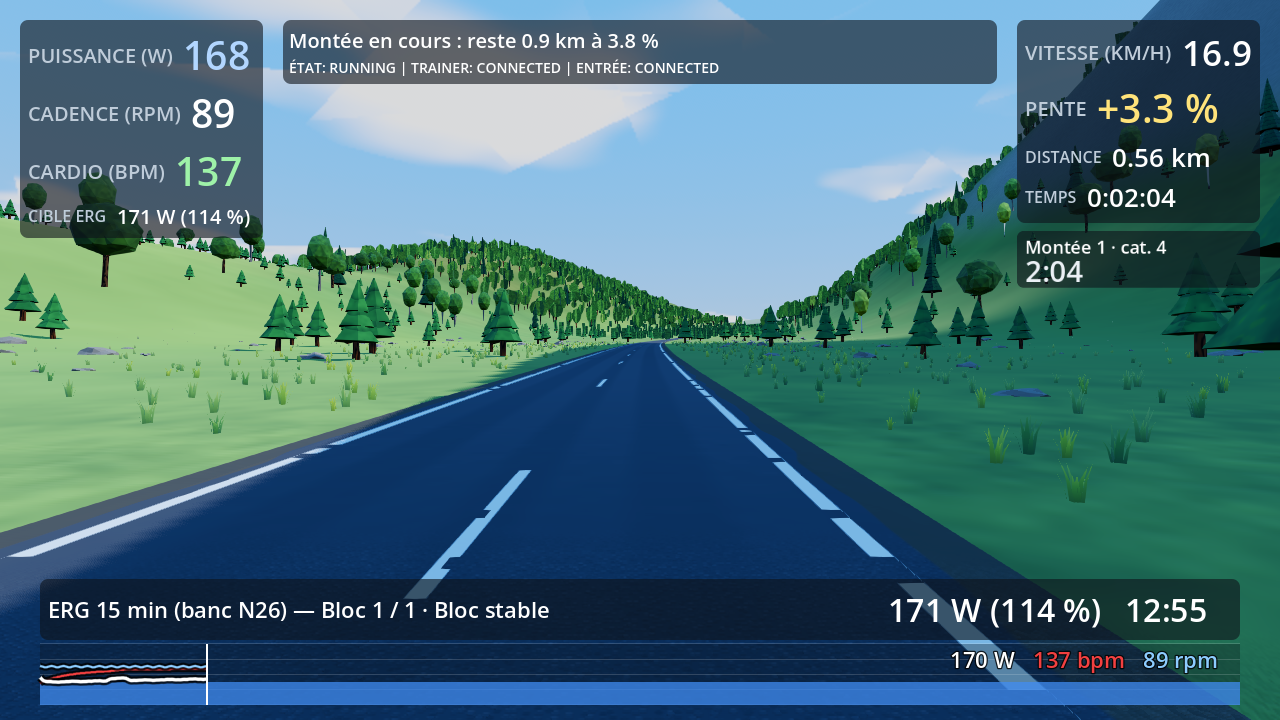 PUISSANCE (W) 168
CADENCE (RPM) 89
CARDIO (BPM) 137
CIBLE ERG 171 W (114 %)
Montée en cours : reste 0.9 km à 3.8 %
ÉTAT: RUNNING | TRAINER: CONNECTED | ENTRÉE: CONNECTED
VITESSE (KM/H) 16.9
PENTE +3.3 %
DISTANCE 0.56 km
TEMPS 0:02:04
Montée 1 · cat. 4
2:04
ERG 15 min (banc N26) — Bloc 1 / 1 · Bloc stable 171 W (114 %) 12:55
170 W 137 bpm 89 rpm